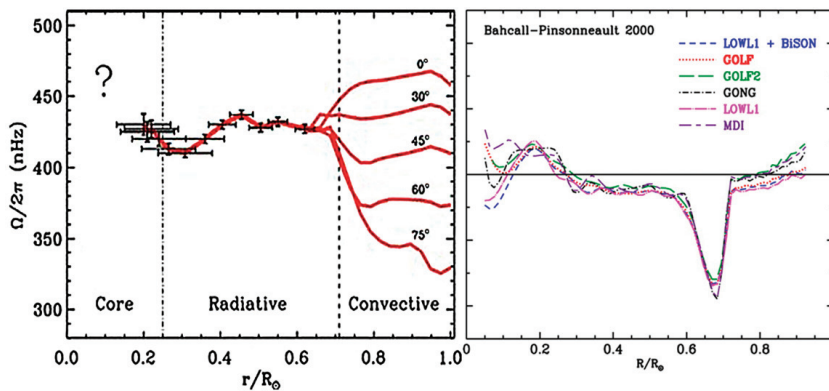 500
450
400
350
300
Ω/2π (nHz)
?
0°
30°
45°
60°
75°
Core
Radiative
Convective
0.0
0.2
0.4
0.6
0.8
1.0
r/R⊙
Bahcall-Pinsonneault 2000
LOWL1 + BiSON
GOLF
GOLF2
GONG
LOWL1
MDI
0
0.2
0.4
0.6
0.8
1
R/R⊙